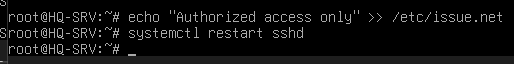 root@HQ-SRV:~# echo "Authorized access only" >> /etc/issue.net
root@HQ-SRV:~# systemctl restart sshd
root@HQ-SRV:~# _